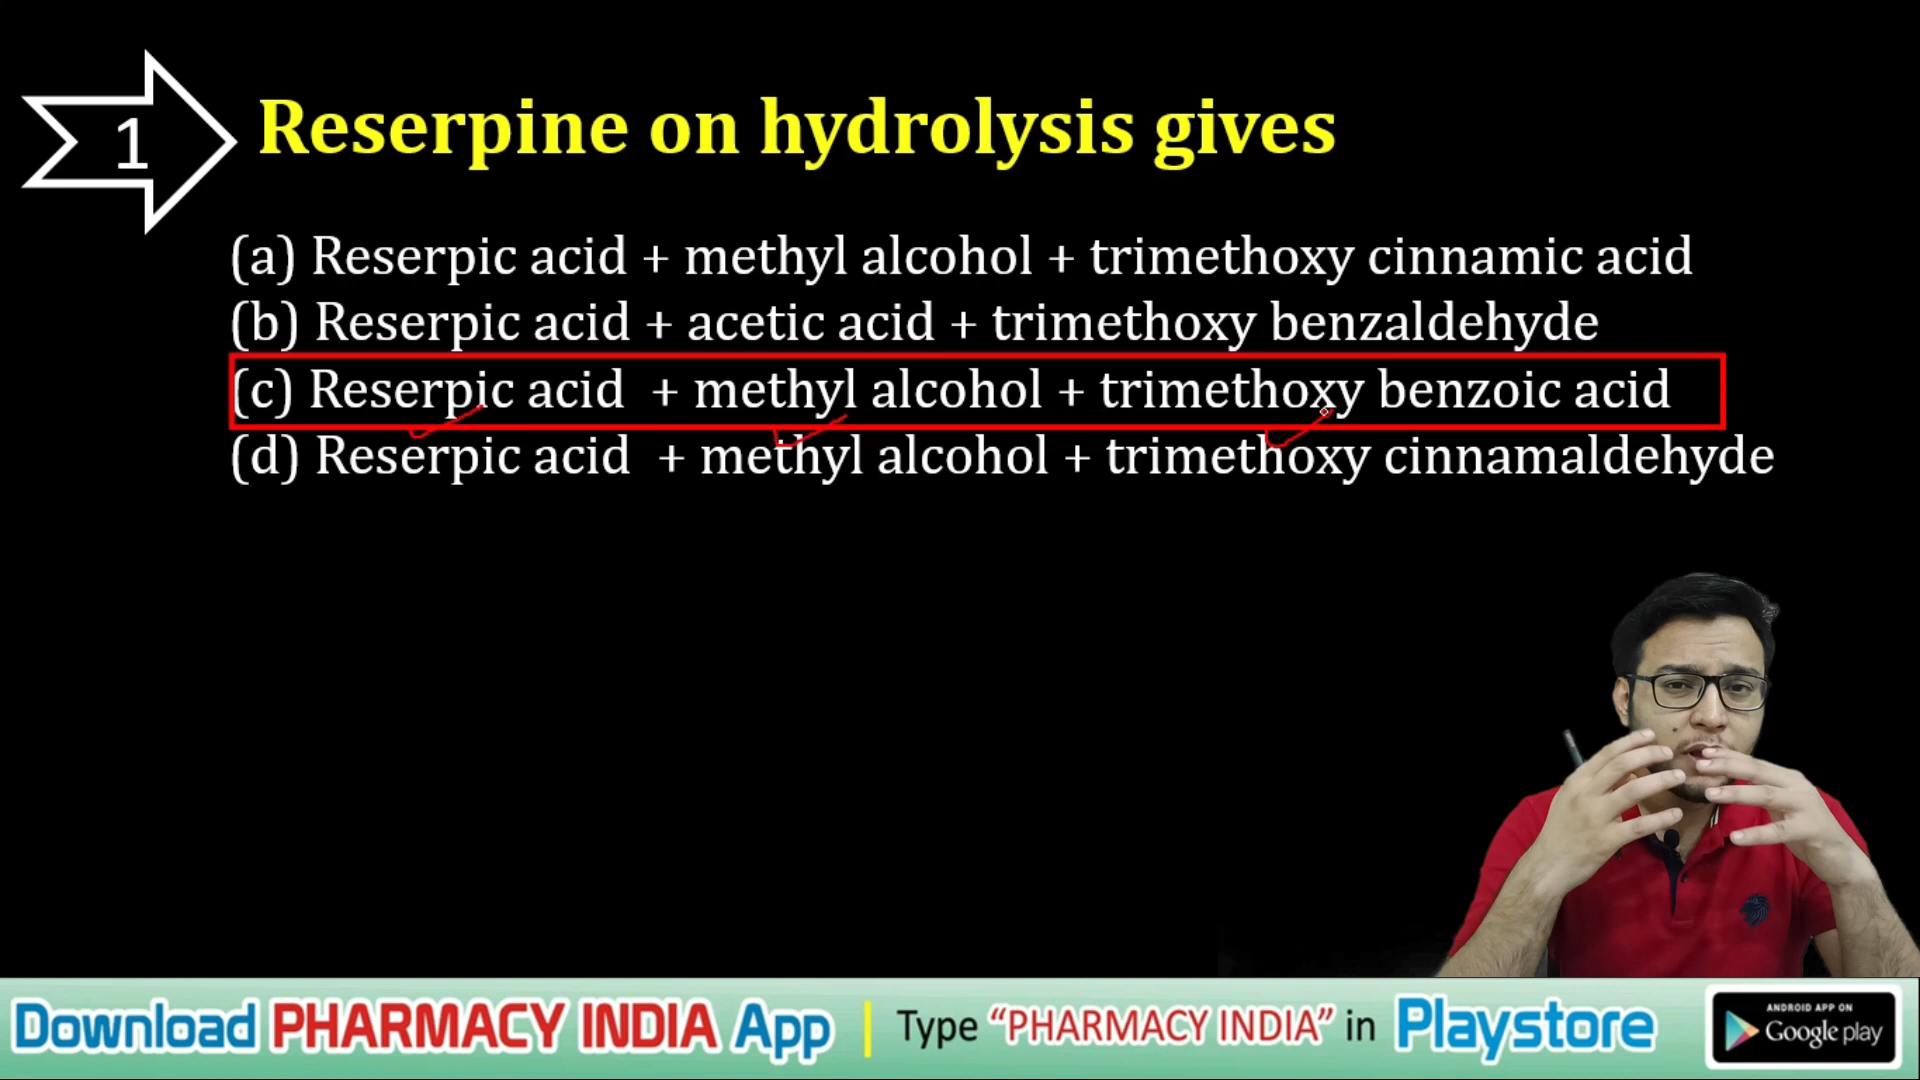 1
Reserpine on hydrolysis gives
(a) Reserpic acid + methyl alcohol + trimethoxy cinnamic acid
(b) Reserpic acid + acetic acid + trimethoxy benzaldehyde
(c) Reserpic acid + methyl alcohol + trimethoxy benzoic acid
(d) Reserpic acid + methyl alcohol + trimethoxy cinnamaldehyde
Download PHARMACY INDIA App | Type “PHARMACY INDIA” in Playstore
ANDROID APP ON
Google play